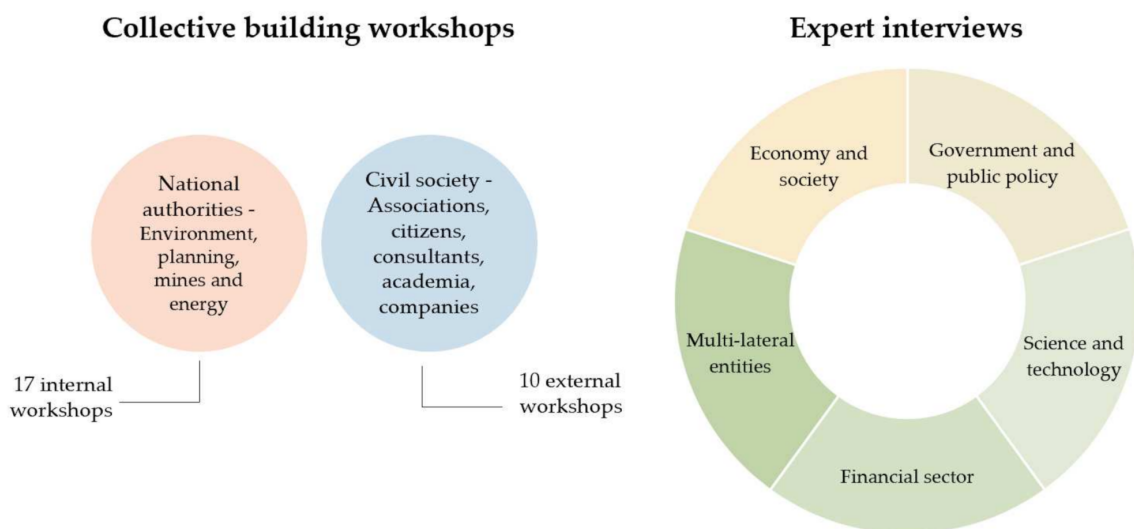 Collective building workshops
National
authorities -
Environment,
planning,
mines and
energy
Civil society -
Associations,
citizens,
consultants,
academia,
companies
17 internal
workshops
10 external
workshops
Expert interviews
Economy and
society
Government and
public policy
Multi-lateral
entities
Science and
technology
Financial sector